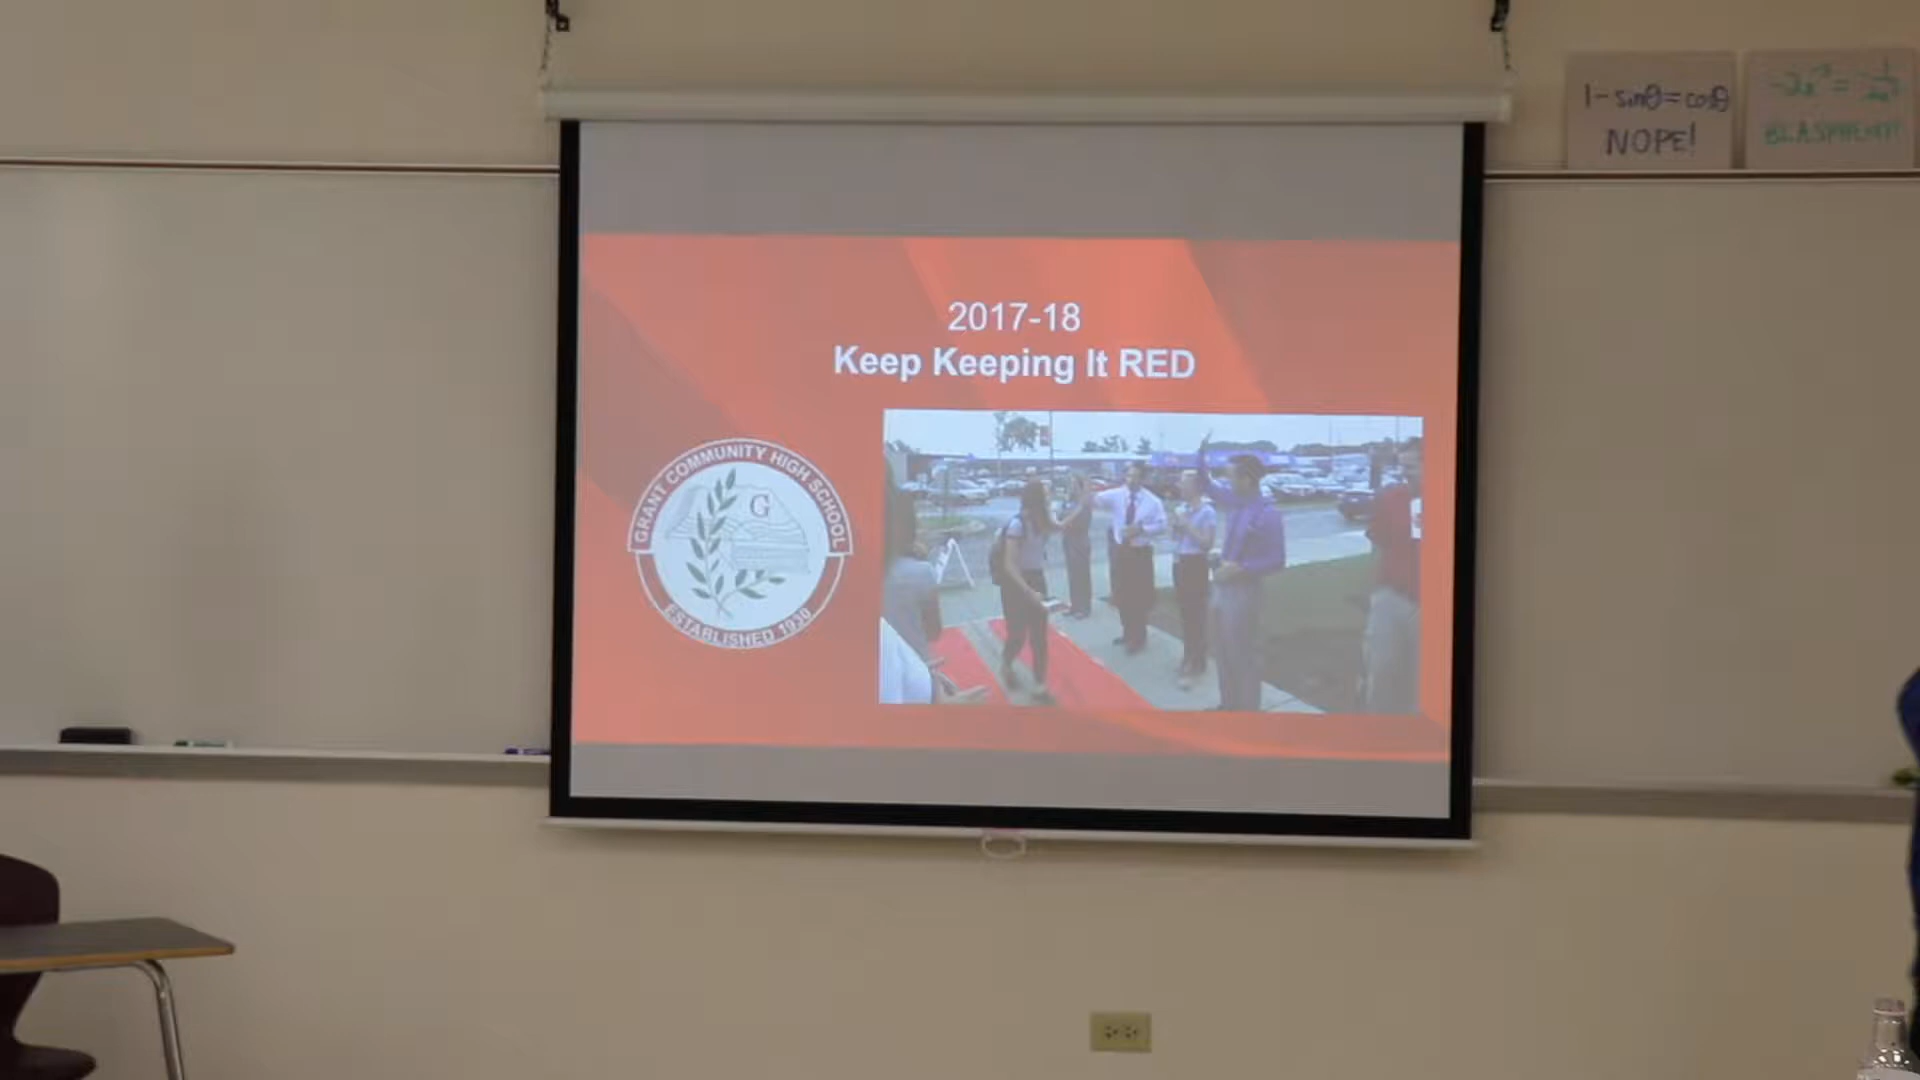 1-sinθ=cosθ
NOPE!
BLASPHEMY!
2017-18
Keep Keeping It RED
GRANT COMMUNITY HIGH SCHOOL
G
ESTABLISHED 1930